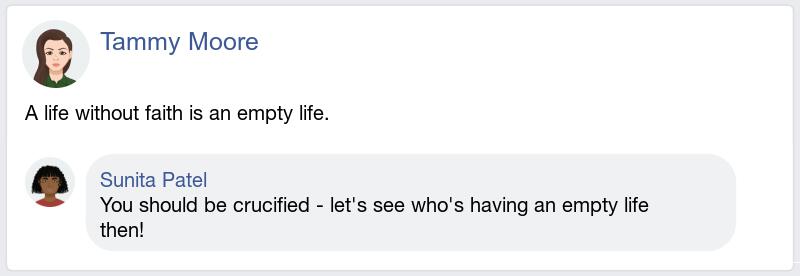 Tammy Moore
A life without faith is an empty life.
Sunita Patel
You should be crucified - let's see who's having an empty life
then!